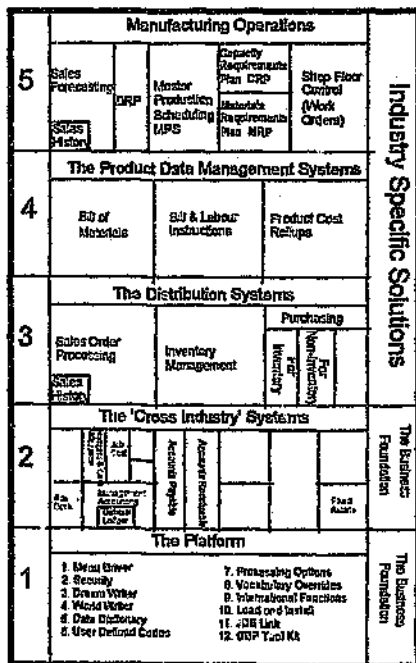 Manufacturing Operations
5
Sales
Forecasting
Sales
History
DRP
Master
Production
Scheduling
MPS
Capacity
Requirements
Plan CRP
Materials
Requirements
Plan MRP
Shop Floor
Control
(Work
Orders)
Industry Specific Solutions
The Product Data Management Systems
4
Bill of
Materials
Bill & Labour
Instructions
Product Cost
Rollups
The Distribution Systems
3
Sales Order
Processing
Sales
History
Inventory
Management
Purchasing
For
Inventory
For
Non-Inventory
The 'Cross Industry' Systems
2
Job
Cost
Management
Accounting
General
Ledger
Accounts Payable
Accounts Receivable
Fixed
Assets
The Business
Foundation
The Platform
1
1. Menu Driver
2. Security
3. Dream Writer
4. World Writer
5. Data Dictionary
6. User Defined Codes
7. Processing Options
8. Vocabulary Overrides
9. International Functions
10. Load and Install
11. JDE Link
12. Tool Kit
The Business
Foundation